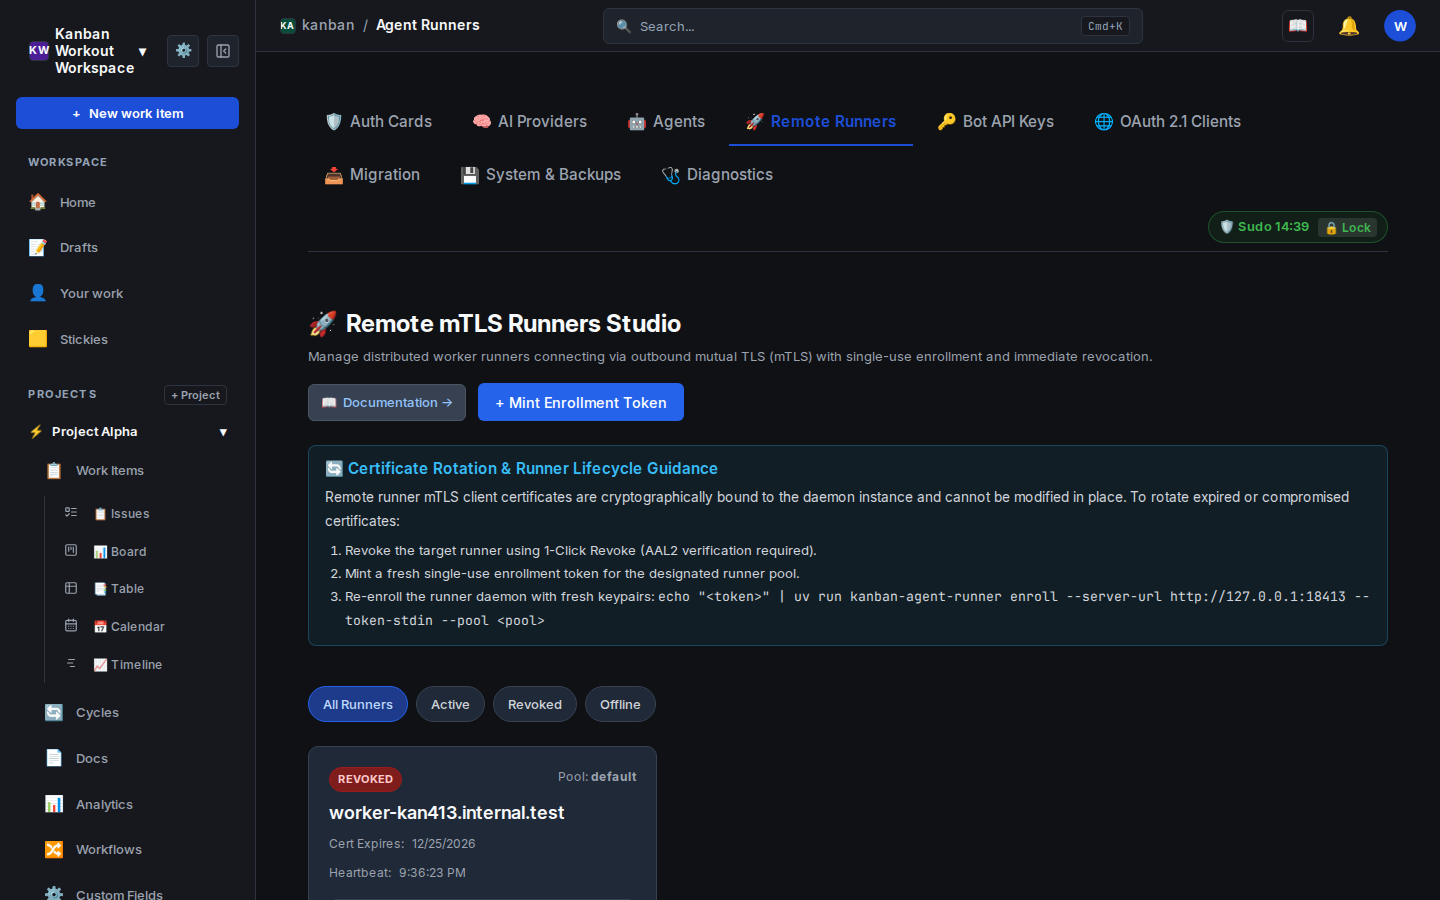 KW
Kanban
Workout
Workspace
+ New work item
WORKSPACE
Home
Drafts
Your work
Stickies
PROJECTS
+ Project
Project Alpha
Work Items
Issues
Board
Table
Calendar
Timeline
Cycles
Docs
Analytics
Workflows
Custom Fields
KA kanban / Agent Runners
Search...
Cmd+K
W
Auth Cards
AI Providers
Agents
Remote Runners
Bot API Keys
OAuth 2.1 Clients
Migration
System & Backups
Diagnostics
Sudo 14:39
Lock
Remote mTLS Runners Studio
Manage distributed worker runners connecting via outbound mutual TLS (mTLS) with single-use enrollment and immediate revocation.
Documentation →
+ Mint Enrollment Token
Certificate Rotation & Runner Lifecycle Guidance
Remote runner mTLS client certificates are cryptographically bound to the daemon instance and cannot be modified in place. To rotate expired or compromised
certificates:
1. Revoke the target runner using 1-Click Revoke (AAL2 verification required).
2. Mint a fresh single-use enrollment token for the designated runner pool.
3. Re-enroll the runner daemon with fresh keypairs: echo "<token>" | uv run kanban-agent-runner enroll --server-url http://127.0.0.1:18413 --
token-stdin --pool <pool>
All Runners
Active
Revoked
Offline
REVOKED
Pool: default
worker-kan413.internal.test
Cert Expires: 12/25/2026
Heartbeat: 9:36:23 PM